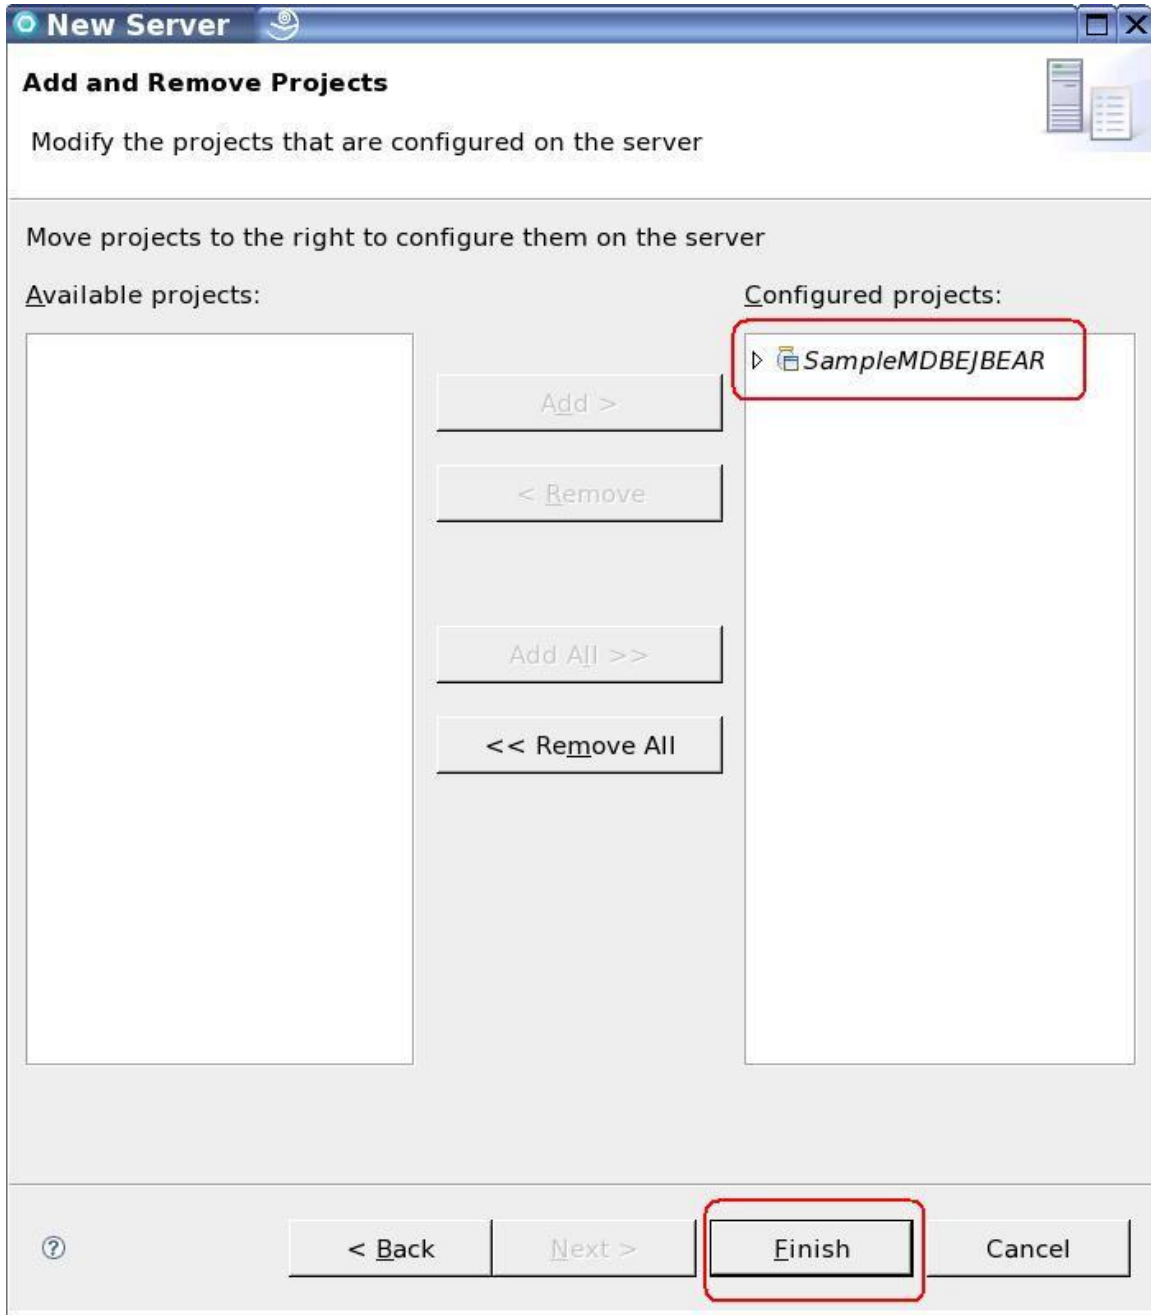 New Server
Add and Remove Projects
Modify the projects that are configured on the server
Move projects to the right to configure them on the server
Available projects:
Configured projects:
SampleMDBEJBEAR
Add >
< Remove
Add All >>
<< Remove All
?
< Back
Next >
Finish
Cancel